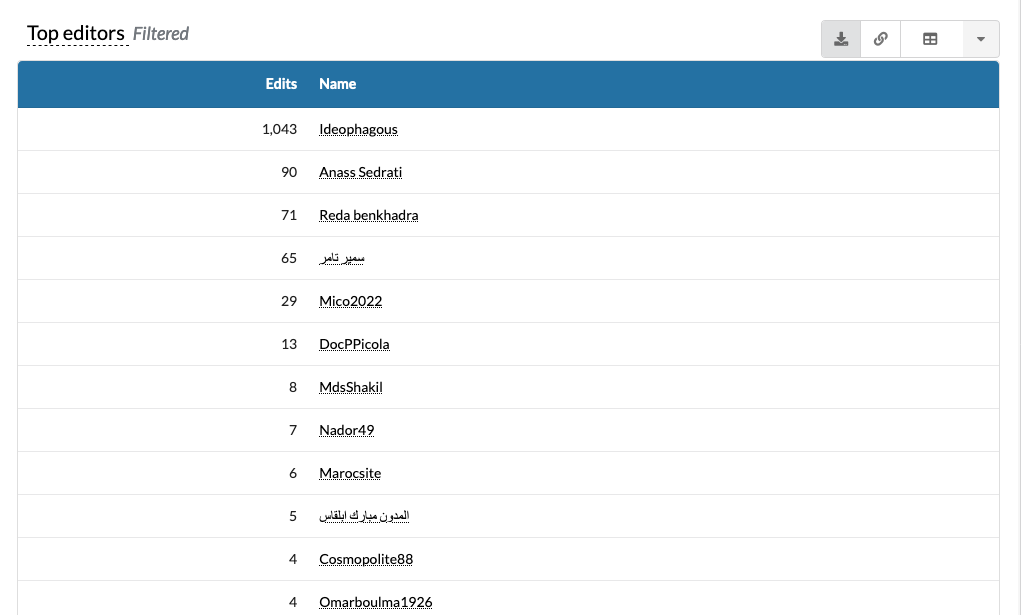 Top editors Filtered
Edits Name
1,043 Ideophagous
90 Anass Sedrati
71 Reda benkhadra
65 سمير تامر
29 Mico2022
13 DocPPicola
8 MdsShakil
7 Nador49
6 Marocsite
5 المدون مبارك ابلقاس
4 Cosmopolite88
4 Omarboulma1926